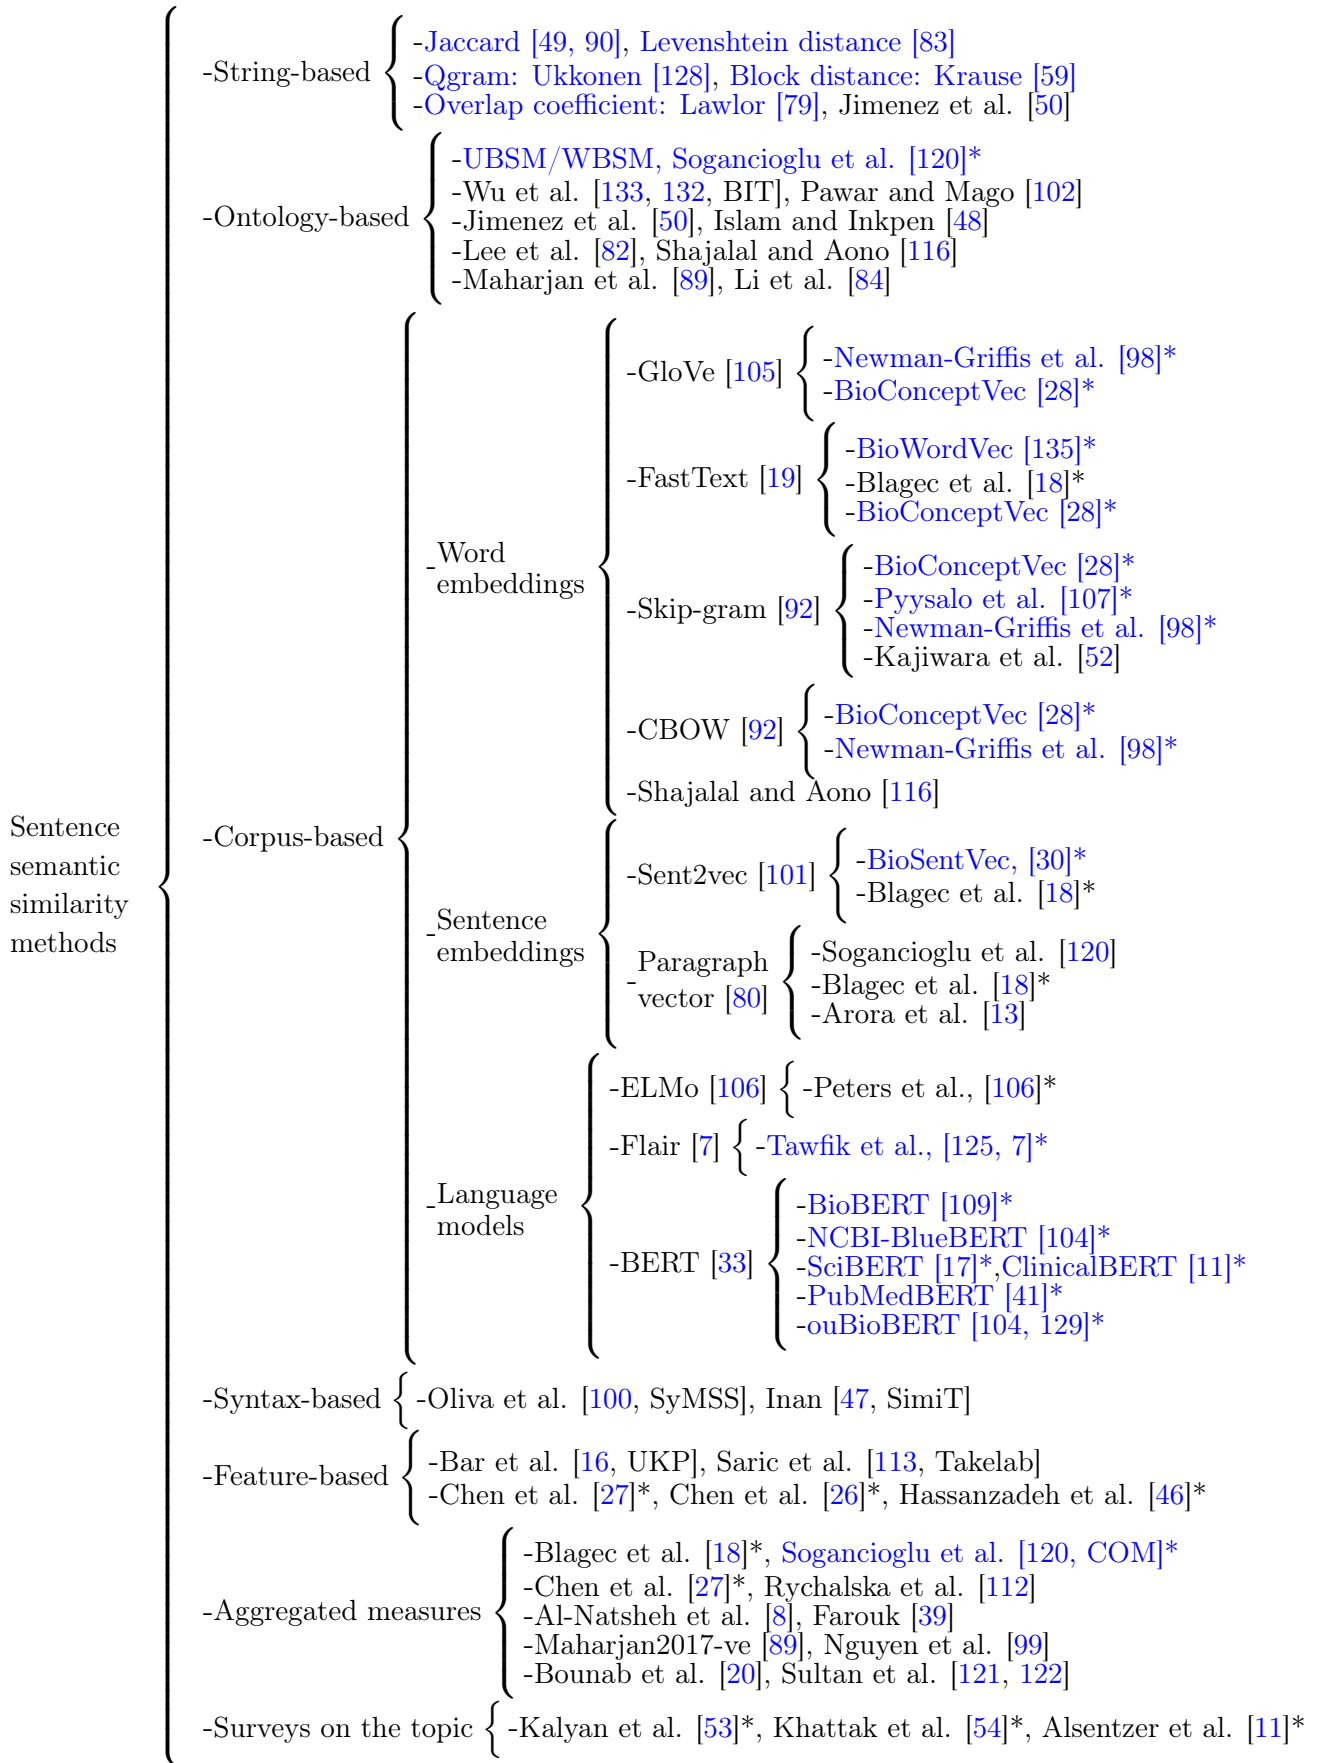 Sentence
semantic
similarity
methods
-String-based
-Jaccard [49, 90], Levenshtein distance [83]
-Qgram: Ukkonen [128], Block distance: Krause [59]
-Overlap coefficient: Lawlor [79], Jimenez et al. [50]
-Ontology-based
-UBSM/WBSM, Sogancioglu et al. [120]*
-Wu et al. [133, 132, BIT], Pawar and Mago [102]
-Jimenez et al. [50], Islam and Inkpen [48]
-Lee et al. [82], Shajalal and Aono [116]
-Maharjan et al. [89], Li et al. [84]
-Corpus-based
-Word
embeddings
-GloVe [105]
-Newman-Griffis et al. [98]*
-BioConceptVec [28]*
-FastText [19]
-BioWordVec [135]*
-Blagec et al. [18]*
-BioConceptVec [28]*
-Skip-gram [92]
-BioConceptVec [28]*
-Pyysalo et al. [107]*
-Newman-Griffis et al. [98]*
-Kajiwara et al. [52]
-CBOW [92]
-BioConceptVec [28]*
-Newman-Griffis et al. [98]*
-Shajalal and Aono [116]
-Sentence
embeddings
-Sent2vec [101]
-BioSentVec, [30]*
-Blagec et al. [18]*
-Paragraph
vector [80]
-Sogancioglu et al. [120]
-Blagec et al. [18]*
-Arora et al. [13]
-Language
models
-ELMo [106]
-Peters et al., [106]*
-Flair [7]
-Tawfik et al., [125, 7]*
-BERT [33]
-BioBERT [109]*
-NCBI-BlueBERT [104]*
-SciBERT [17]*,ClinicalBERT [11]*
-PubMedBERT [41]*
-ouBioBERT [104, 129]*
-Syntax-based
-Oliva et al. [100, SyMSS], Inan [47, SimiT]
-Feature-based
-Bar et al. [16, UKP], Saric et al. [113, Takelab]
-Chen et al. [27]*, Chen et al. [26]*, Hassanzadeh et al. [46]*
-Aggregated measures
-Blagec et al. [18]*, Sogancioglu et al. [120, COM]*
-Chen et al. [27]*, Rychalska et al. [112]
-Al-Natsheh et al. [8], Farouk [39]
-Maharjan2017-ve [89], Nguyen et al. [99]
-Bounab et al. [20], Sultan et al. [121, 122]
-Surveys on the topic
-Kalyan et al. [53]*, Khattak et al. [54]*, Alsentzer et al. [11]*